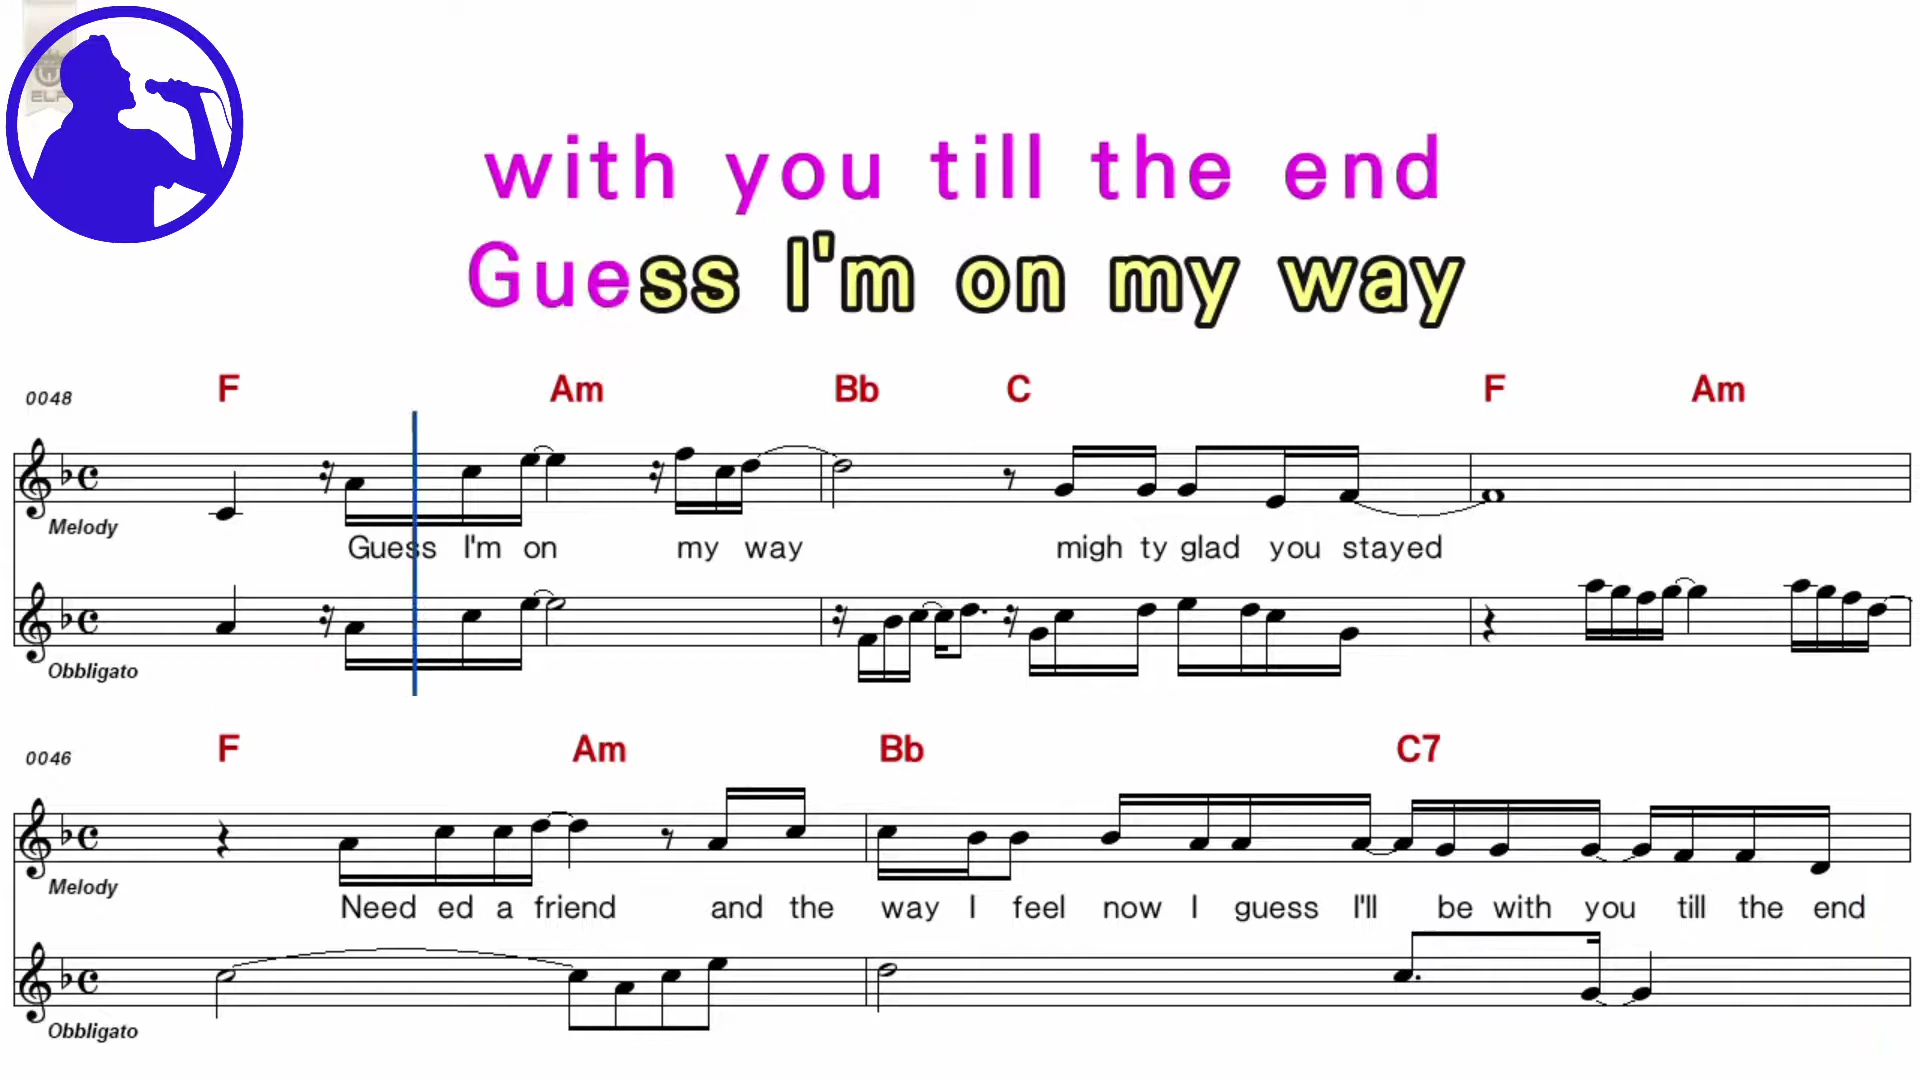 ELF
with you till the end
Guess I'm on my way
0048 F Am Bb C F Am
Melody
Guess I'm on my way migh ty glad you stayed
Obbligato
0046 F Am Bb C7
Melody
Need ed a friend and the way I feel now I guess I'll be with you till the end
Obbligato